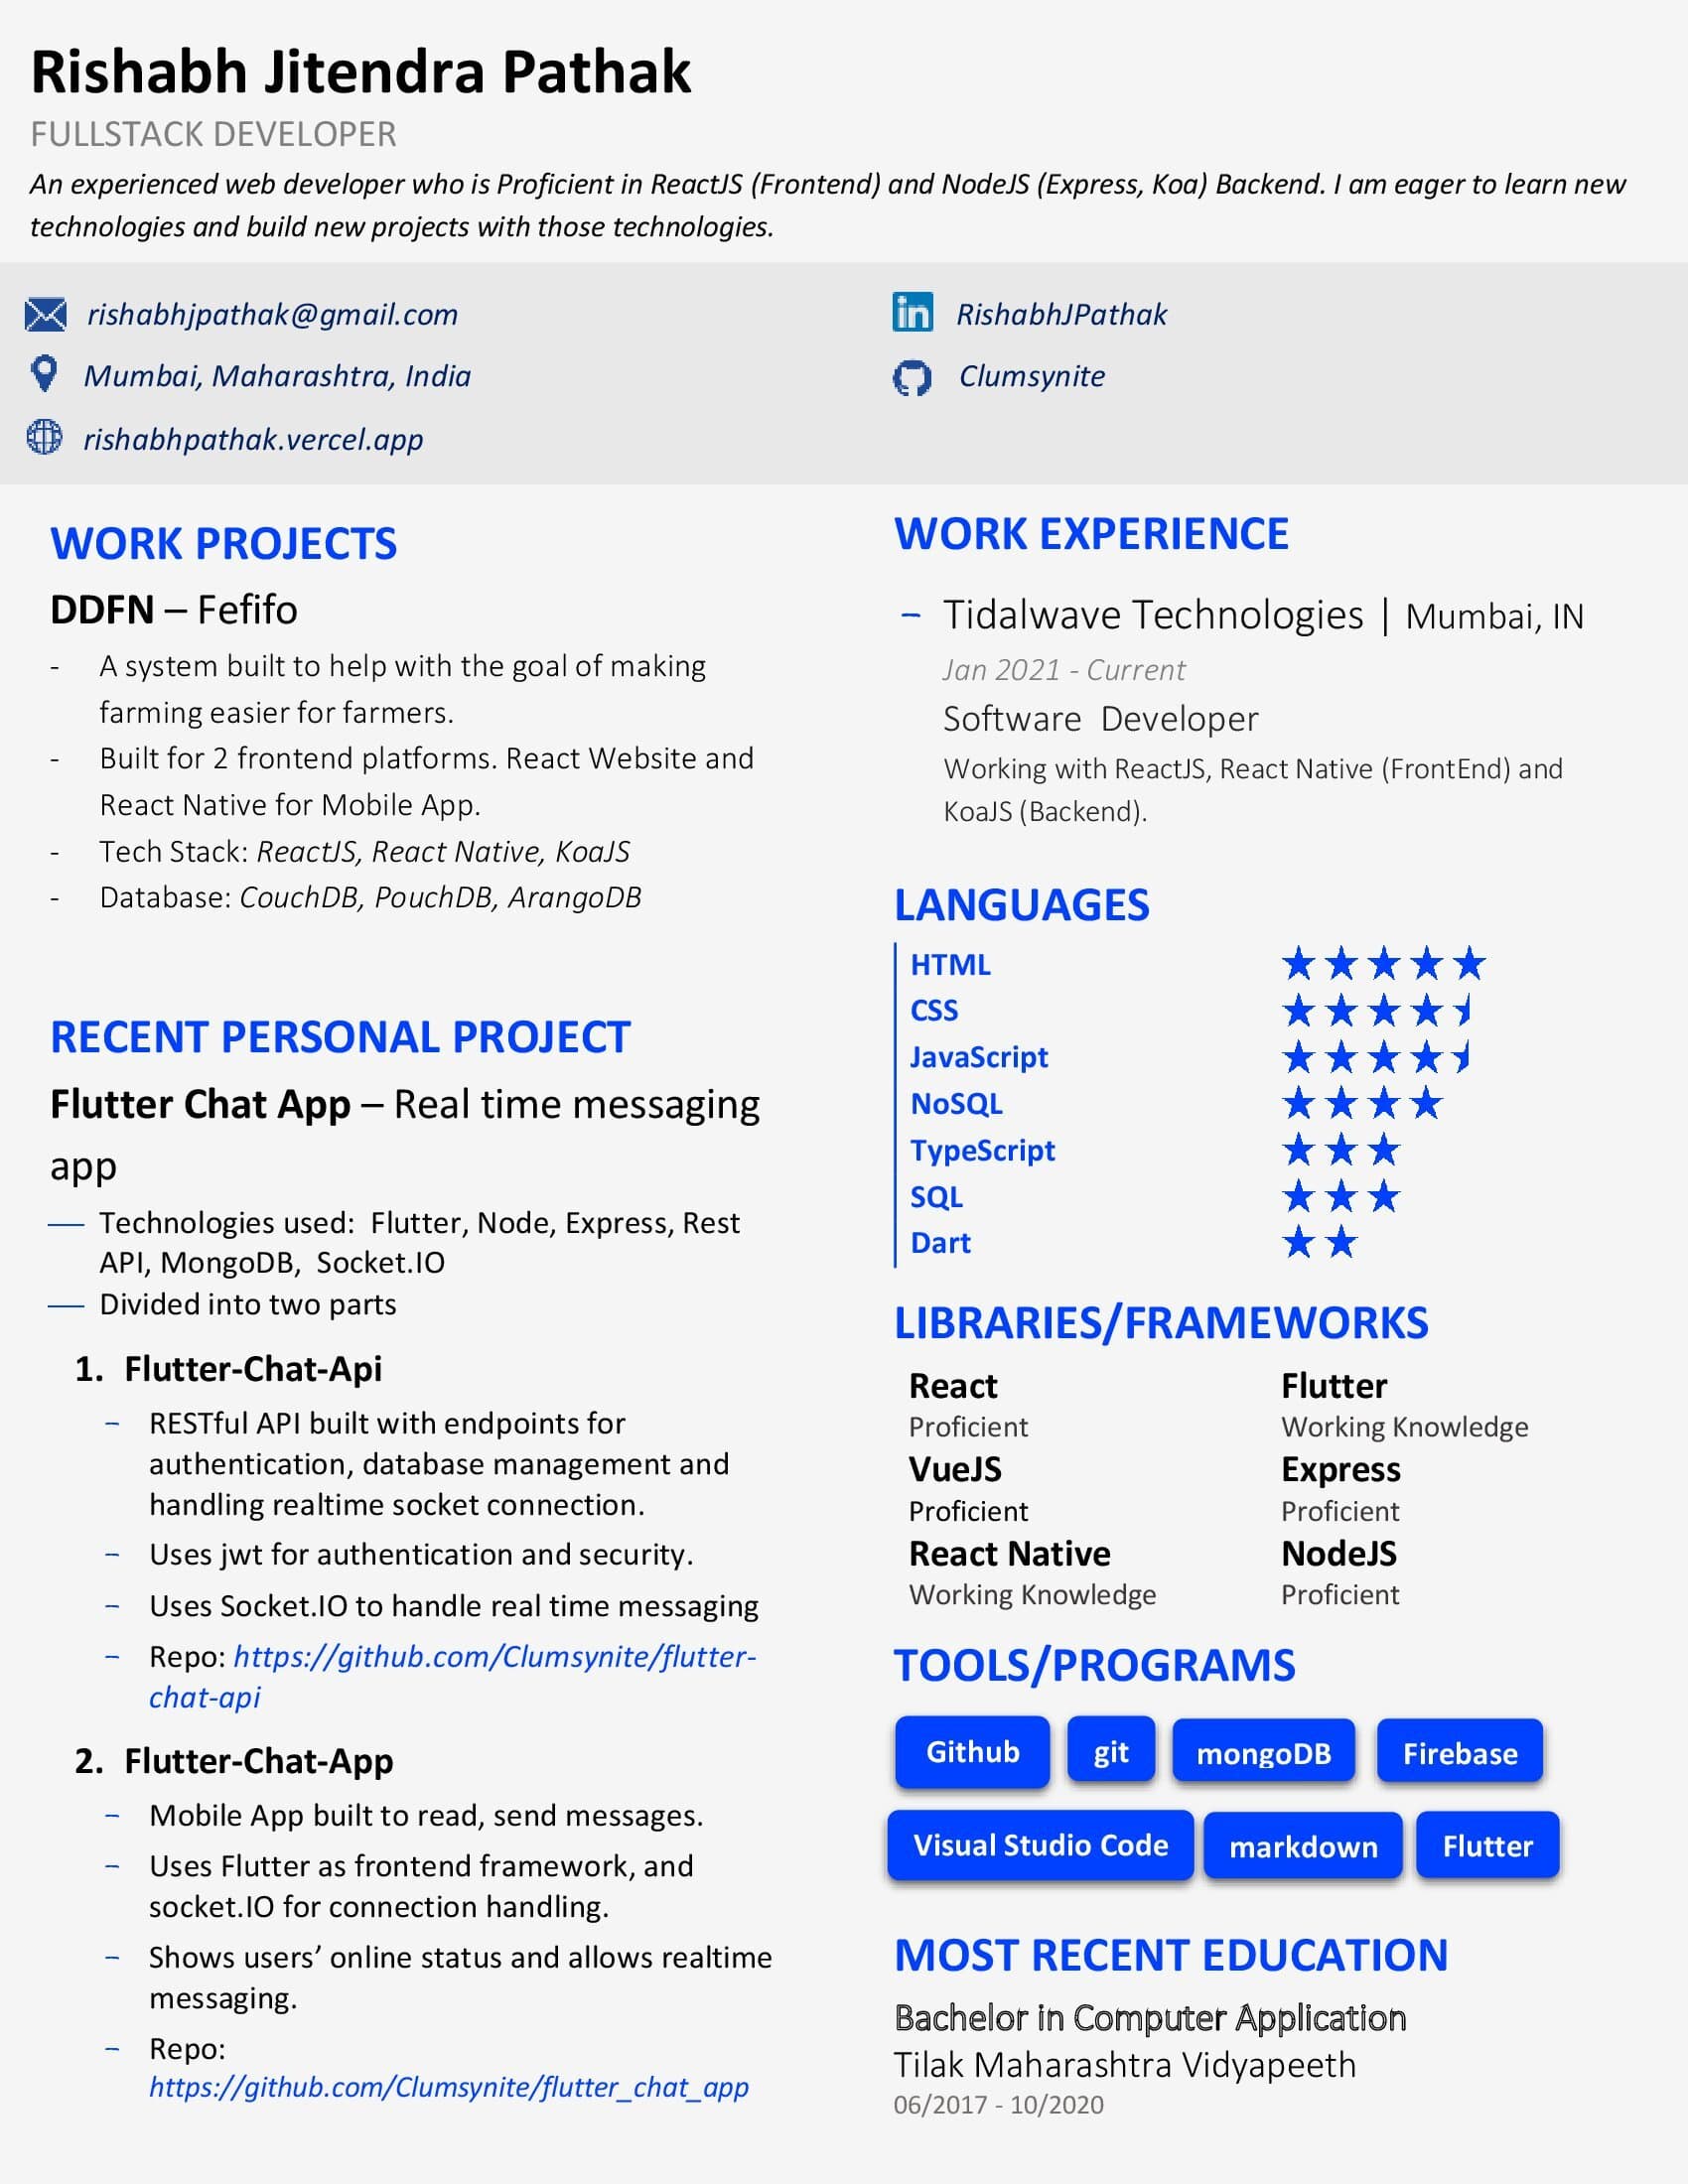 Rishabh Jitendra Pathak
FULLSTACK DEVELOPER
An experienced web developer who is Proficient in ReactJS (Frontend) and NodeJS (Express, Koa) Backend. I am eager to learn new
technologies and build new projects with those technologies.
rishabhjpathak@gmail.com
Mumbai, Maharashtra, India
rishabhpathak.vercel.app
in
RishabhJPathak
Clumsynite
WORK PROJECTS
DDFN – Fefifo
- A system built to help with the goal of making
farming easier for farmers.
- Built for 2 frontend platforms. React Website and
React Native for Mobile App.
- Tech Stack: ReactJS, React Native, KoaJS
- Database: CouchDB, PouchDB, ArangoDB
RECENT PERSONAL PROJECT
Flutter Chat App – Real time messaging
app
— Technologies used:  Flutter, Node, Express, Rest
API, MongoDB,  Socket.IO
— Divided into two parts
1. Flutter-Chat-Api
– RESTful API built with endpoints for
authentication, database management and
handling realtime socket connection.
– Uses jwt for authentication and security.
– Uses Socket.IO to handle real time messaging
– Repo: https://github.com/Clumsynite/flutter-
chat-api
2. Flutter-Chat-App
– Mobile App built to read, send messages.
– Uses Flutter as frontend framework, and
socket.IO for connection handling.
– Shows users’ online status and allows realtime
messaging.
– Repo:
https://github.com/Clumsynite/flutter_chat_app
WORK EXPERIENCE
– Tidalwave Technologies | Mumbai, IN
Jan 2021 - Current
Software  Developer
Working with ReactJS, React Native (FrontEnd) and
KoaJS (Backend).
LANGUAGES
HTML
CSS
JavaScript
NoSQL
TypeScript
SQL
Dart
LIBRARIES/FRAMEWORKS
React Flutter
Proficient Working Knowledge
VueJS Express
Proficient Proficient
React Native NodeJS
Working Knowledge Proficient
TOOLS/PROGRAMS
Github git mongoDB Firebase
Visual Studio Code markdown Flutter
MOST RECENT EDUCATION
Bachelor in Computer Application
Tilak Maharashtra Vidyapeeth
06/2017 - 10/2020